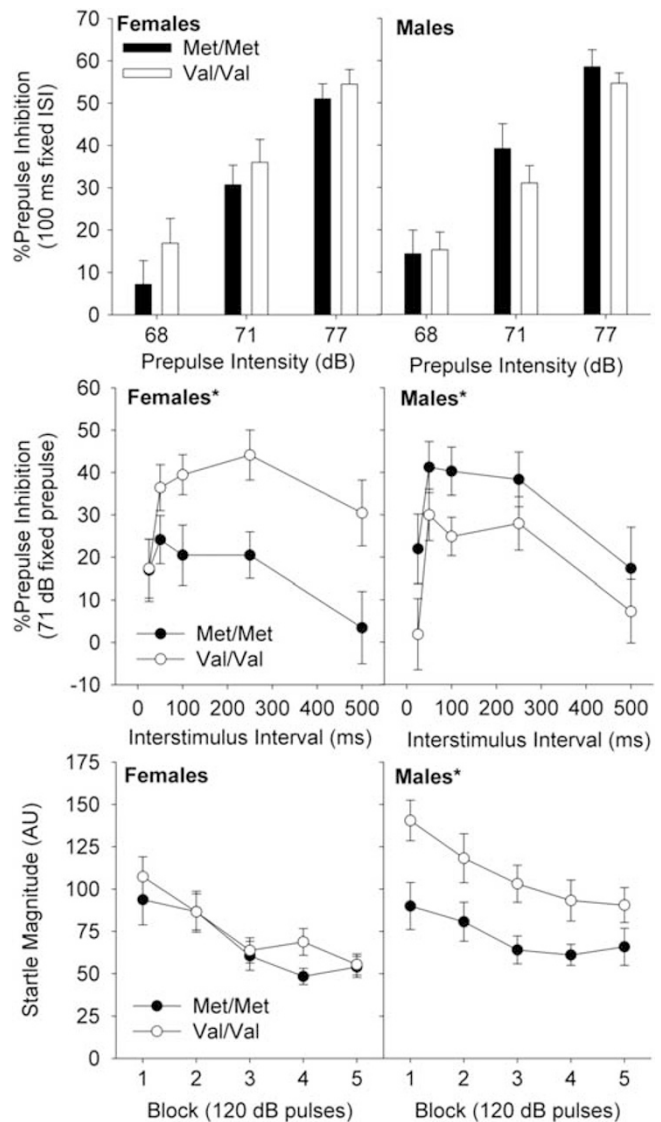 %Prepulse Inhibition
(100 ms fixed ISI)
70
60
50
40
30
20
10
0
Females
Met/Met
Val/Val
68
71
77
Prepulse Intensity (dB)
Males
68
71
77
Prepulse Intensity (dB)
%Prepulse Inhibition
(71 dB fixed prepulse)
60
50
40
30
20
10
0
-10
Females*
Met/Met
Val/Val
0 100 200 300 400 500
Interstimulus Interval (ms)
Males*
0 100 200 300 400 500
Interstimulus Interval (ms)
Startle Magnitude (AU)
175
150
125
100
75
50
25
0
Females
Met/Met
Val/Val
1 2 3 4 5
Block (120 dB pulses)
Males*
1 2 3 4 5
Block (120 dB pulses)